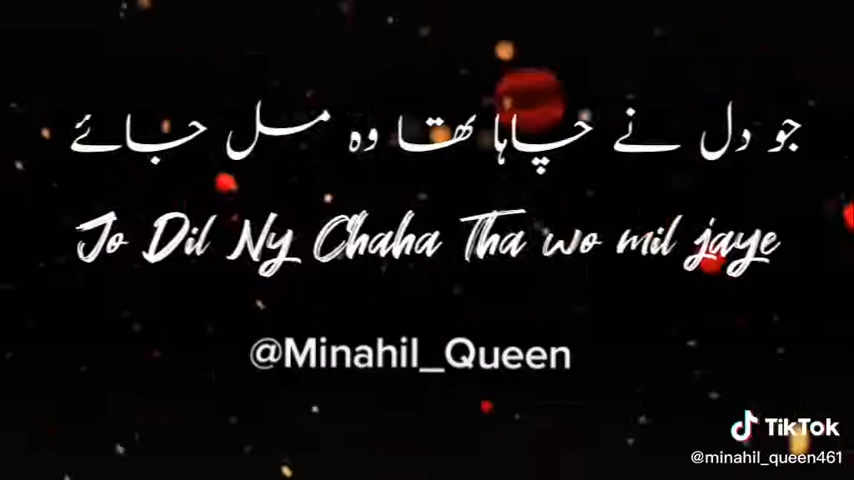 جو دل نے چاہا تھا وہ مل جائے
Jo Dil Ny Chaha Tha wo mil jaye
@Minahil_Queen
TikTok
@minahil_queen461